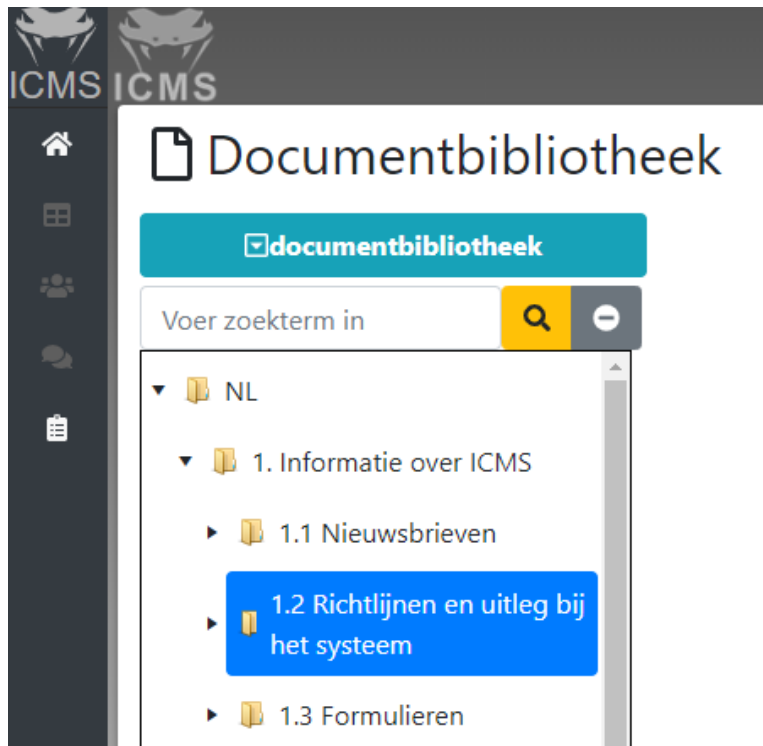 ICMS
ICMS
Documentbibliotheek
documentbibliotheek
Voer zoekterm in
NL
1. Informatie over ICMS
1.1 Nieuwsbrieven
1.2 Richtlijnen en uitleg bij
het systeem
1.3 Formulieren